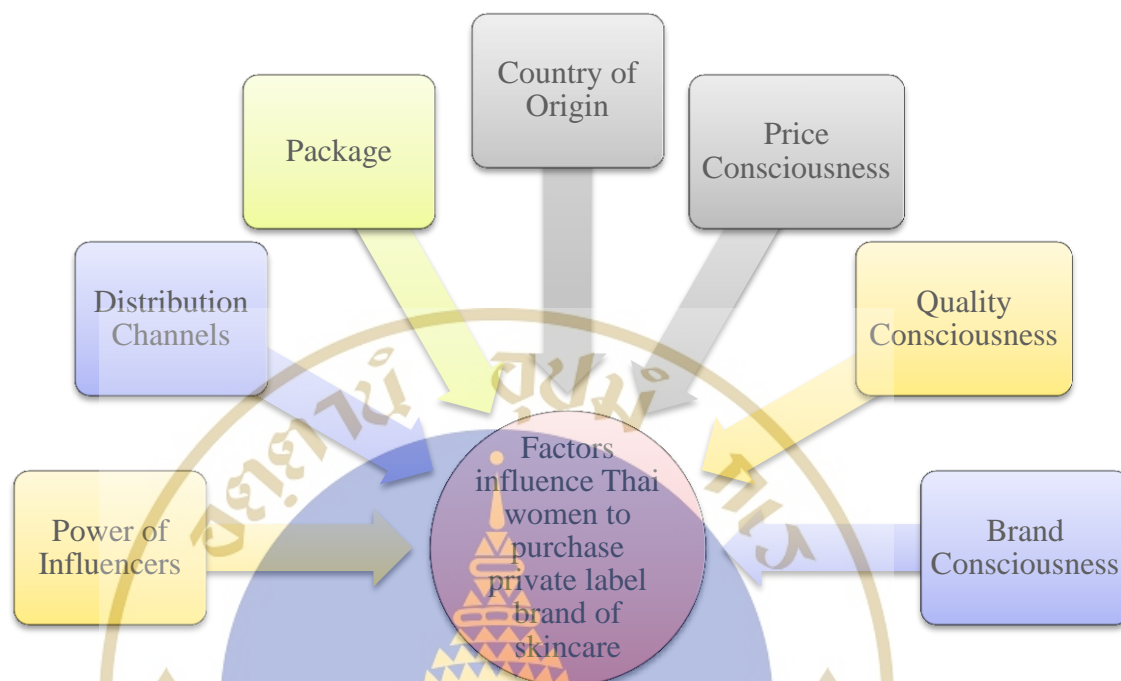 Country of
Origin
Package
Price
Consciousness
Distribution
Channels
Quality
Consciousness
Power of
Influencers
Factors
influence Thai
women to
purchase
private label
brand of
skincare
Brand
Consciousness